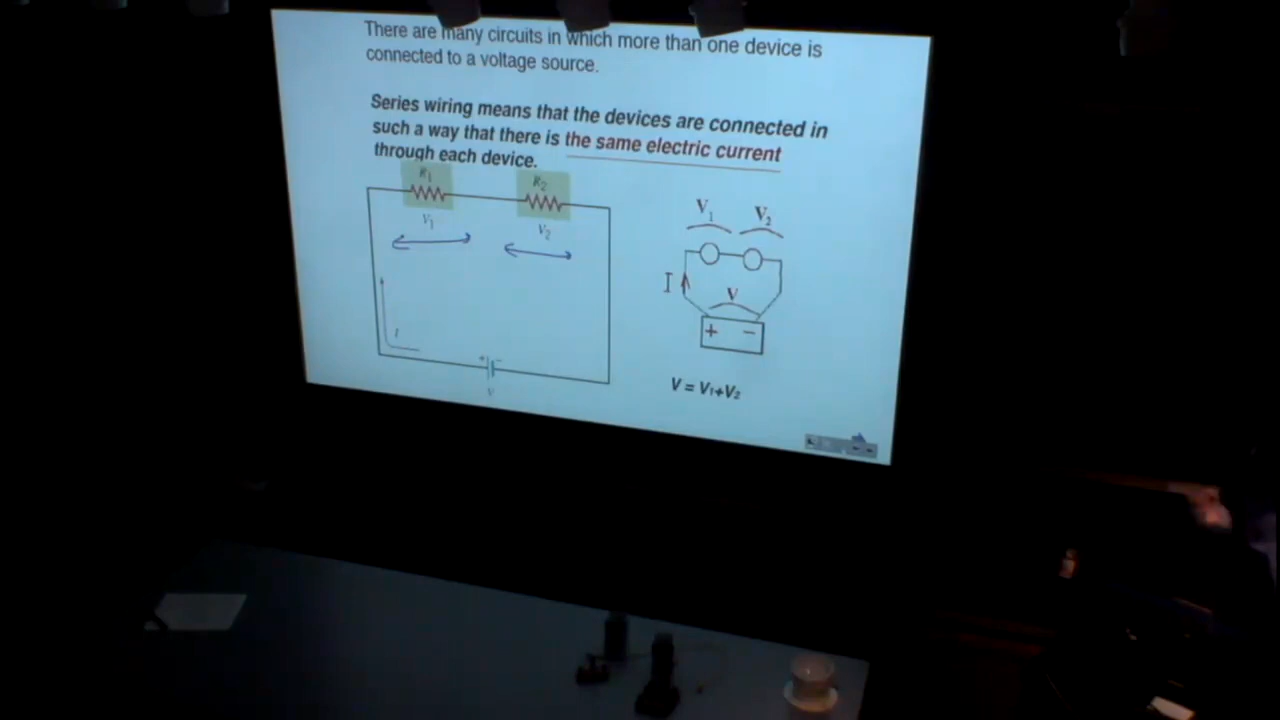 There are many circuits in which more than one device is
connected to a voltage source.
Series wiring means that the devices are connected in
such a way that there is the same electric current
through each device.
R1 R2
V1 V2
V1 V2
I
V
+ −
I
+ −
V
V = V1+V2